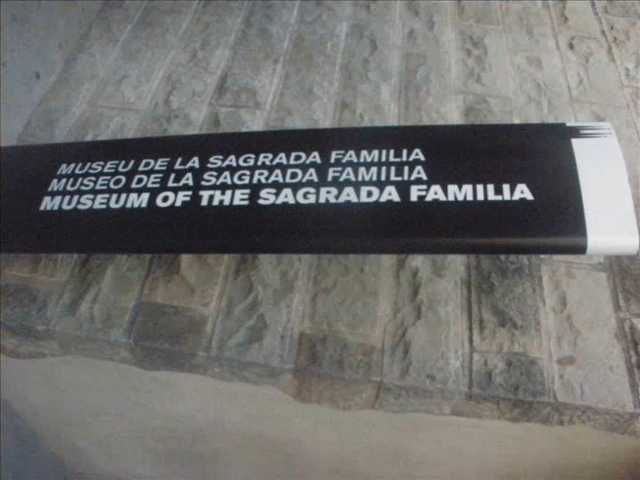 MUSEU DE LA SAGRADA FAMILIA
MUSEO DE LA SAGRADA FAMILIA
MUSEUM OF THE SAGRADA FAMILIA